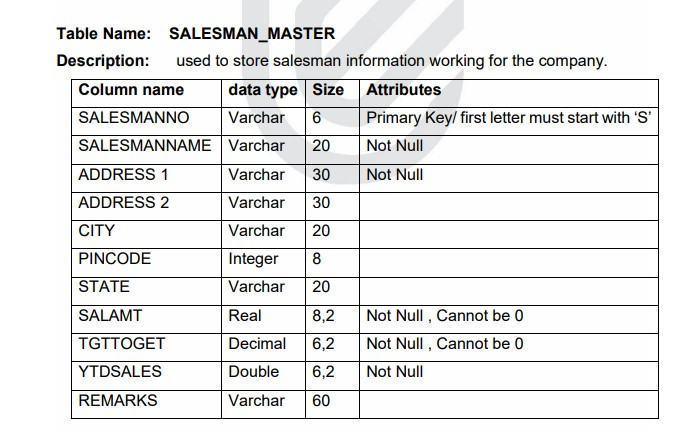 Table Name: SALESMAN_MASTER
Description: used to store salesman information working for the company.
Column name data type Size Attributes
SALESMANNO Varchar 6 Primary Key/ first letter must start with ‘S’
SALESMANNAME Varchar 20 Not Null
ADDRESS 1 Varchar 30 Not Null
ADDRESS 2 Varchar 30
CITY Varchar 20
PINCODE Integer 8
STATE Varchar 20
SALAMT Real 8,2 Not Null , Cannot be 0
TGTTOGET Decimal 6,2 Not Null , Cannot be 0
YTDSALES Double 6,2 Not Null
REMARKS Varchar 60